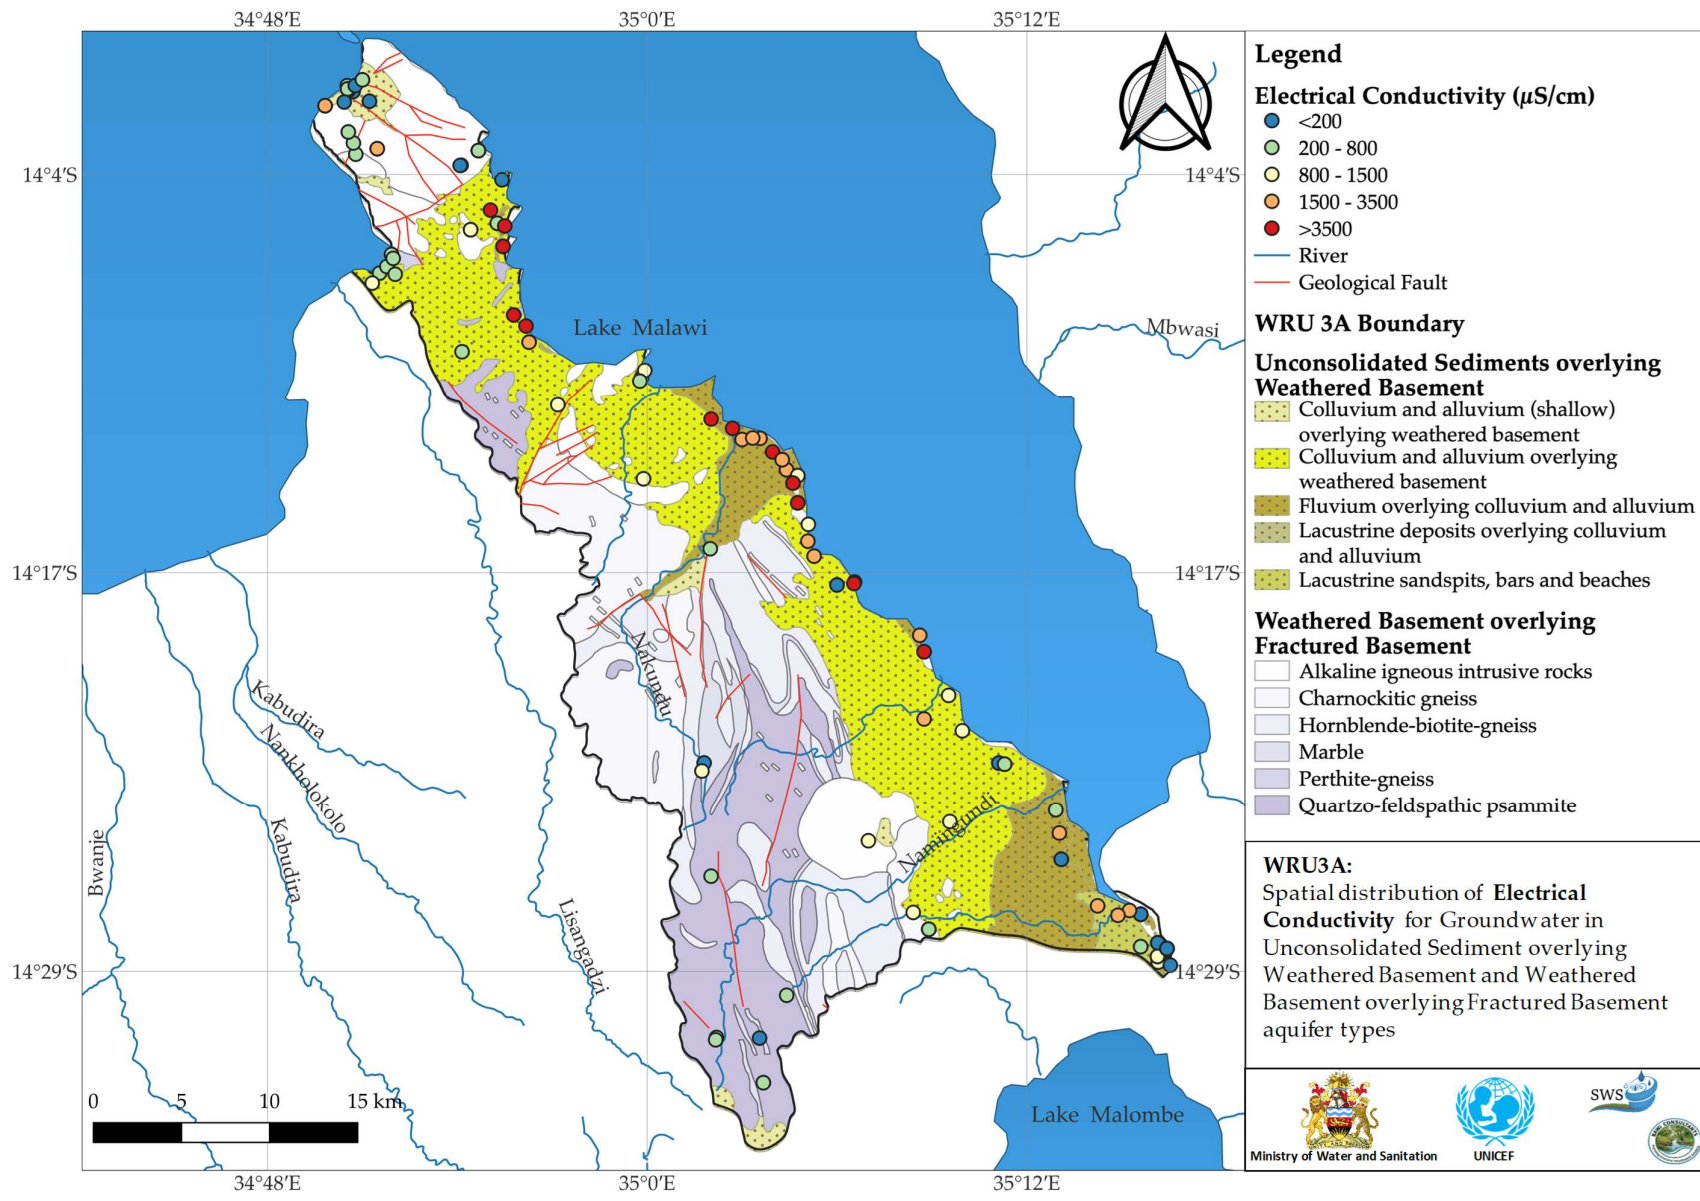 34°48′E
35°0′E
35°12′E
14°4′S
14°4′S
14°17′S
14°17′S
14°29′S
14°29′S
34°48′E
35°0′E
35°12′E
Lake Malawi
Mbwasi
Nakundu
Kabudira
Nankholokolo
Kabudira
Bwanje
Lisangadzi
Namingundi
Lake Malombe
0 5 10 15 km
Legend
Electrical Conductivity (µS/cm)
<200
200 - 800
800 - 1500
1500 - 3500
>3500
River
Geological Fault
WRU 3A Boundary
Unconsolidated Sediments overlying
Weathered Basement
Colluvium and alluvium (shallow)
overlying weathered basement
Colluvium and alluvium overlying
weathered basement
Fluvium overlying colluvium and alluvium
Lacustrine deposits overlying colluvium
and alluvium
Lacustrine sandspits, bars and beaches
Weathered Basement overlying
Fractured Basement
Alkaline igneous intrusive rocks
Charnockitic gneiss
Hornblende-biotite-gneiss
Marble
Perthite-gneiss
Quartzo-feldspathic psammite
WRU3A:
Spatial distribution of Electrical
Conductivity for Groundwater in
Unconsolidated Sediment overlying
Weathered Basement and Weathered
Basement overlying Fractured Basement
aquifer types
Ministry of Water and Sanitation
UNICEF
SWS